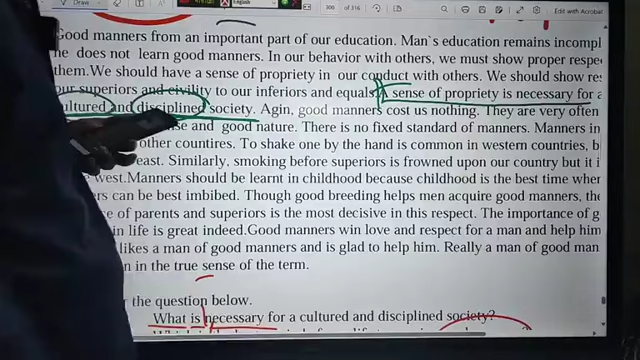 Draw
English
300 of 316
Edit with Acrobat
Good manners from an important part of our education. Man`s education remains incompl
he does not learn good manners. In our behavior with others, we must show proper respe
them.We should have a sense of propriety in our conduct with others. We should show res
our superiors and civility to our inferiors and equals A sense of propriety is necessary for a
cultured and disciplined society. Agin, good manners cost us nothing. They are very often
se and good nature. There is no fixed standard of manners. Manners in
other countires. To shake one by the hand is common in western countries, b
east. Similarly, smoking before superiors is frowned upon our country but it i
west.Manners should be learnt in childhood because childhood is the best time wher
rs can be best imbibed. Though good breeding helps men acquire good manners, the
e of parents and superiors is the most decisive in this respect. The importance of g
in life is great indeed.Good manners win love and respect for a man and help him
likes a man of good manners and is glad to help him. Really a man of good man
n in the true sense of the term.
the question below.
What is necessary for a cultured and disciplined society?